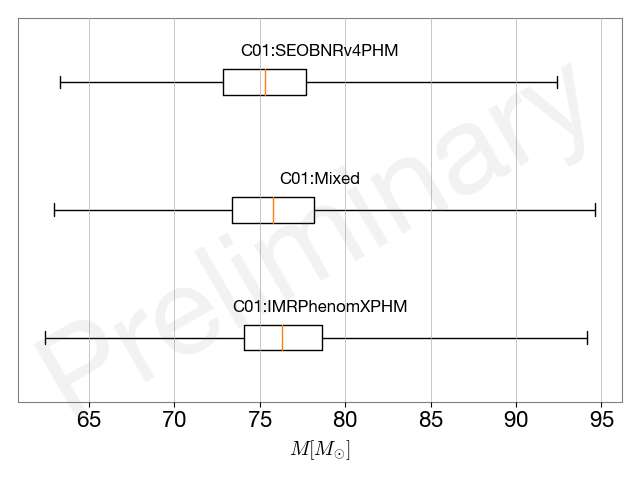 C01:SEOBNRv4PHM
C01:Mixed
C01:IMRPhenomXPHM
Preliminary
65 70 75 80 85 90 95
M[M⊙]